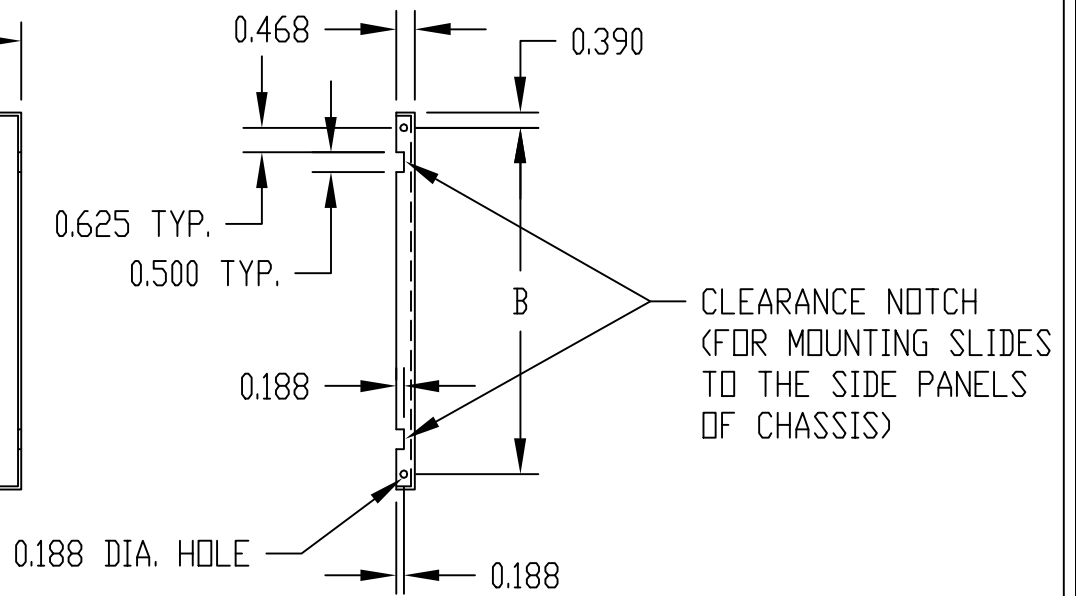 0.468
0.390
0.625 TYP.
0.500 TYP.
B
CLEARANCE NOTCH
(FOR MOUNTING SLIDES
TO THE SIDE PANELS
OF CHASSIS)
0.188
0.188 DIA. HOLE
0.188